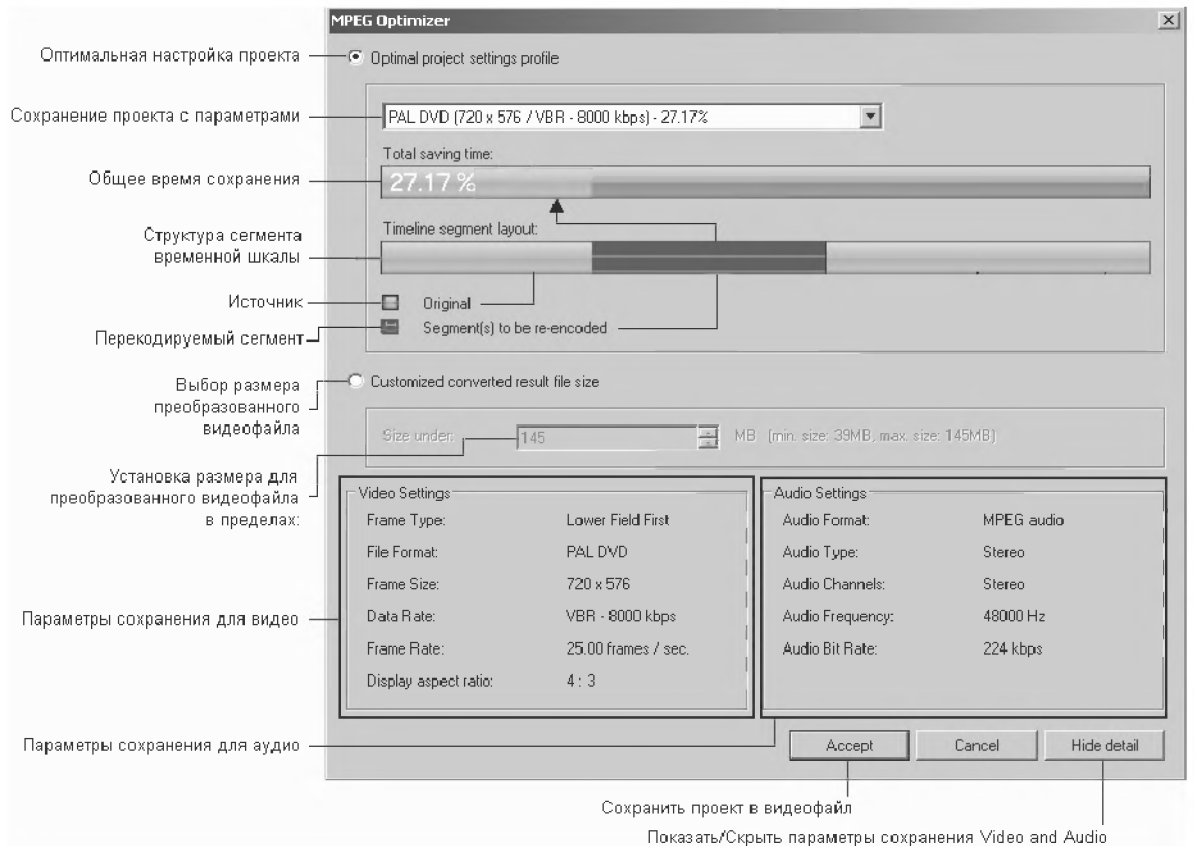 MPEG Optimizer
Оптимальная настройка проекта
Optimal project settings profile
Сохранение проекта с параметрами
PAL DVD (720 x 576 / VBR - 8000 kbps) - 27.17%
Total saving time:
Общее время сохранения
27.17 %
Структура сегмента
временной шкалы
Timeline segment layout:
Источник
Original
Перекодируемый сегмент
Segment(s) to be re-encoded
Выбор размера
преобразованного
видеофайла
Customized converted result file size
Size under:
145
MB (min. size: 39MB, max. size: 145MB)
Установка размера для
преобразованного видеофайла
в пределах:
Video Settings
Frame Type: Lower Field First
File Format: PAL DVD
Frame Size: 720 x 576
Data Rate: VBR - 8000 kbps
Frame Rate: 25.00 frames / sec.
Display aspect ratio: 4 : 3
Audio Settings
Audio Format: MPEG audio
Audio Type: Stereo
Audio Channels: Stereo
Audio Frequency: 48000 Hz
Audio Bit Rate: 224 kbps
Параметры сохранения для видео
Параметры сохранения для аудио
Accept
Cancel
Hide detail
Сохранить проект в видеофайл
Показать/Скрыть параметры сохранения Video and Audio